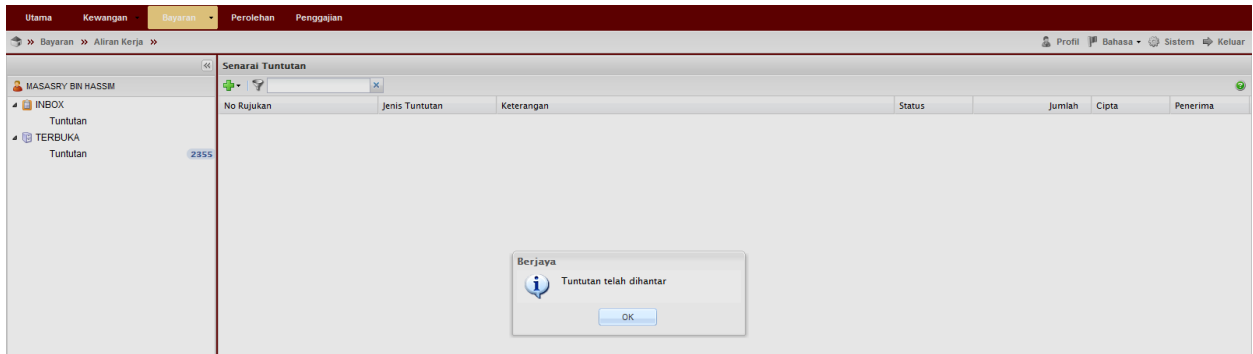 Utama Kewangan Bayaran Perolehan Penggajian
» Bayaran » Aliran Kerja » Profil Bahasa Sistem Keluar
« Senarai Tuntutan
MASASRY BIN HASSIM
INBOX No Rujukan Jenis Tuntutan Keterangan Status Jumlah Cipta Penerima
Tuntutan
TERBUKA
Tuntutan 2355
Berjaya
Tuntutan telah dihantar
OK